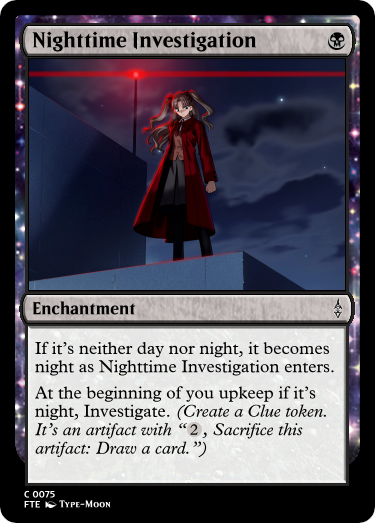 Nighttime Investigation
Enchantment
If it's neither day nor night, it becomes
night as Nighttime Investigation enters.
At the beginning of you upkeep if it's
night, Investigate. (Create a Clue token.
It's an artifact with “2, Sacrifice this
artifact: Draw a card.”)
C 0075
FTE Type-Moon